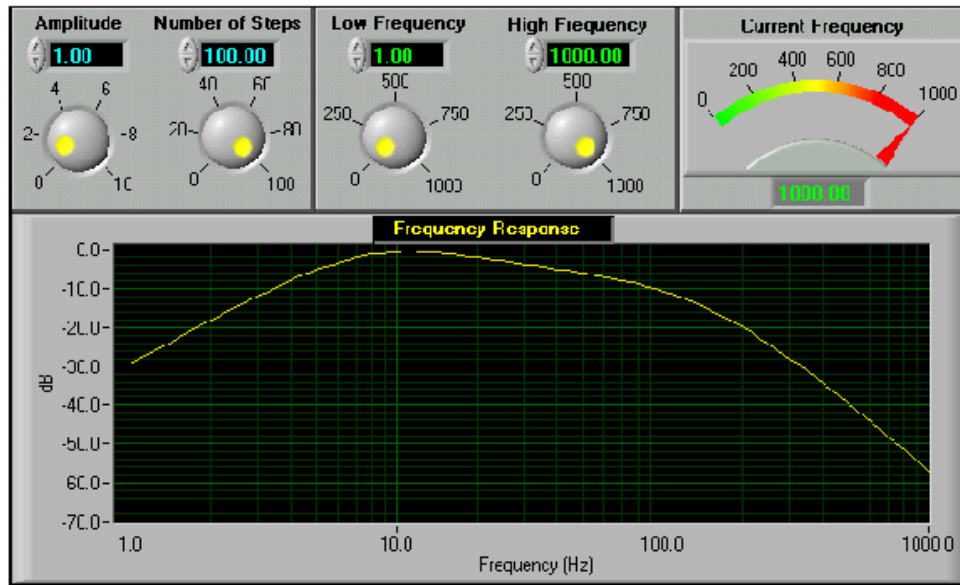 Amplitude Number of Steps Low Frequency High Frequency Current Frequency
1.00 100.00 1.00 1000.00
4 6 40 60 500 500 200 400 600 800
2 8 20 80 250 750 250 750 0 1000
0 10 0 100 0 1000 0 1000
1000.00
Frequency Response
0.0
-10.0
-20.0
-30.0
-40.0
-50.0
60.0
-70.0
dB
1.0 10.0 100.0 1000.0
Frequency (Hz)